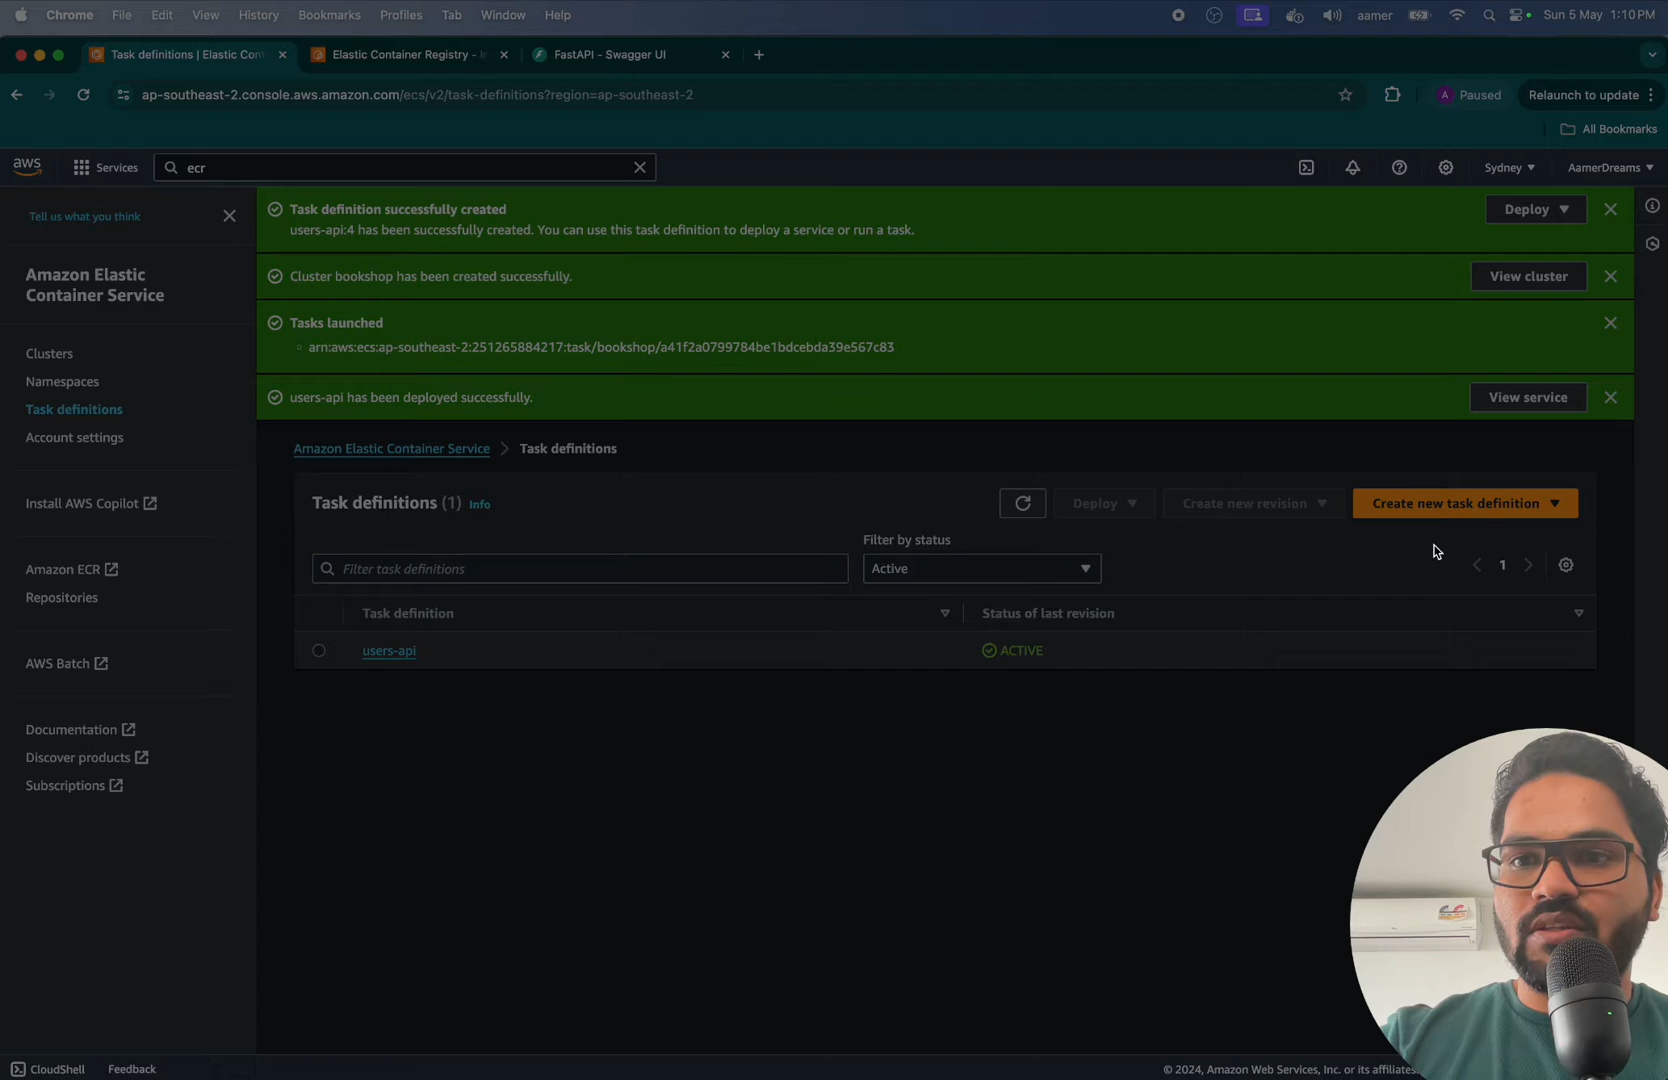 Chrome File Edit View History Bookmarks Profiles Tab Window Help aamer Sun 5 May 1:10 PM
Task definitions | Elastic Cont Elastic Container Registry - I FastAPI - Swagger UI
ap-southeast-2.console.aws.amazon.com/ecs/v2/task-definitions?region=ap-southeast-2 A Paused Relaunch to update
All Bookmarks
aws Services ecr Sydney AamerDreams
Tell us what you think
Task definition successfully created Deploy
users-api:4 has been successfully created. You can use this task definition to deploy a service or run a task.
Amazon Elastic
Container Service
Cluster bookshop has been created successfully. View cluster
Tasks launched
arn:aws:ecs:ap-southeast-2:251265884217:task/bookshop/a41f2a0799784be1bdcebda39e567c83
users-api has been deployed successfully. View service
Clusters
Namespaces
Task definitions
Account settings
Install AWS Copilot
Amazon ECR
Repositories
AWS Batch
Documentation
Discover products
Subscriptions
Amazon Elastic Container Service Task definitions
Task definitions (1) Info Deploy Create new revision Create new task definition
Filter by status
Filter task definitions Active 1
Task definition Status of last revision
users-api ACTIVE
CloudShell Feedback © 2024, Amazon Web Services, Inc. or its affiliates.